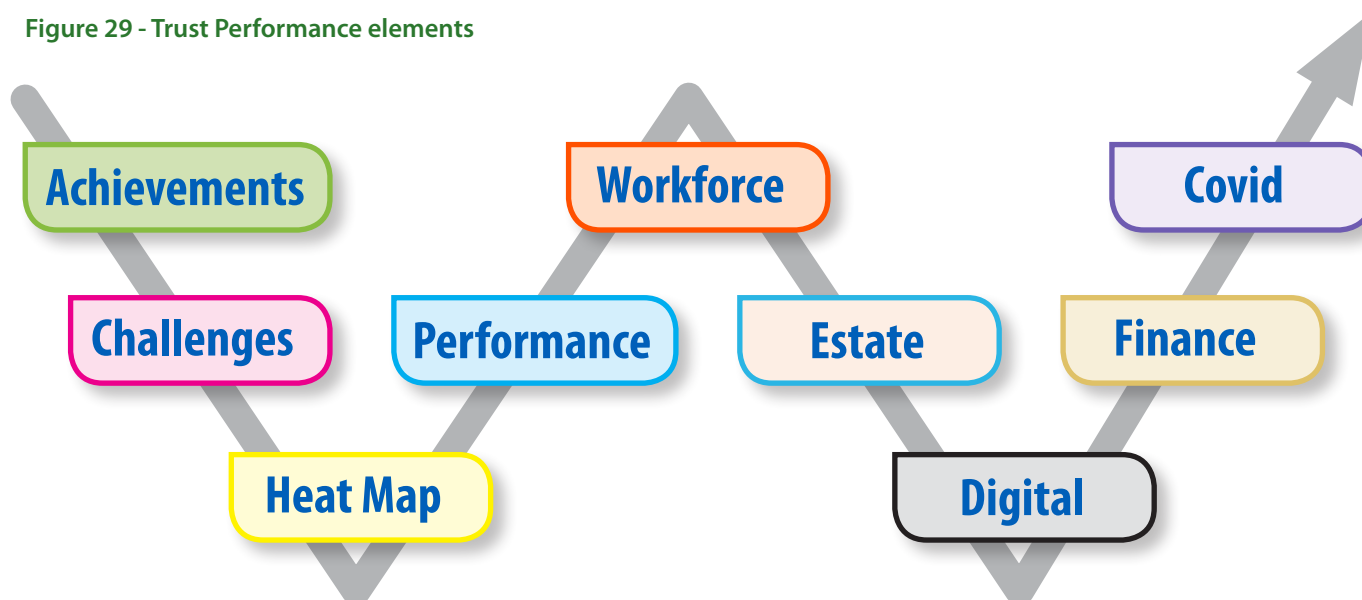 Figure 29 - Trust Performance elements
Achievements
Workforce
Covid
Challenges
Performance
Estate
Finance
Heat Map
Digital